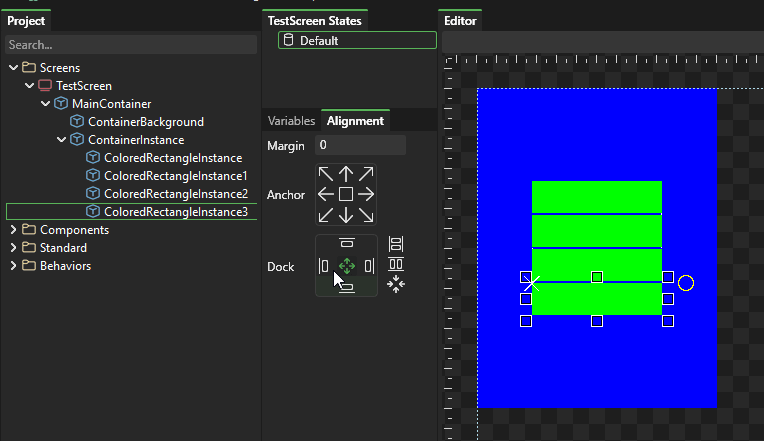 Project
Search...
Screens
TestScreen
MainContainer
ContainerBackground
ContainerInstance
ColoredRectangleInstance
ColoredRectangleInstance1
ColoredRectangleInstance2
ColoredRectangleInstance3
Components
Standard
Behaviors
TestScreen States
Default
Variables Alignment
Margin 0
Anchor
Dock
Editor